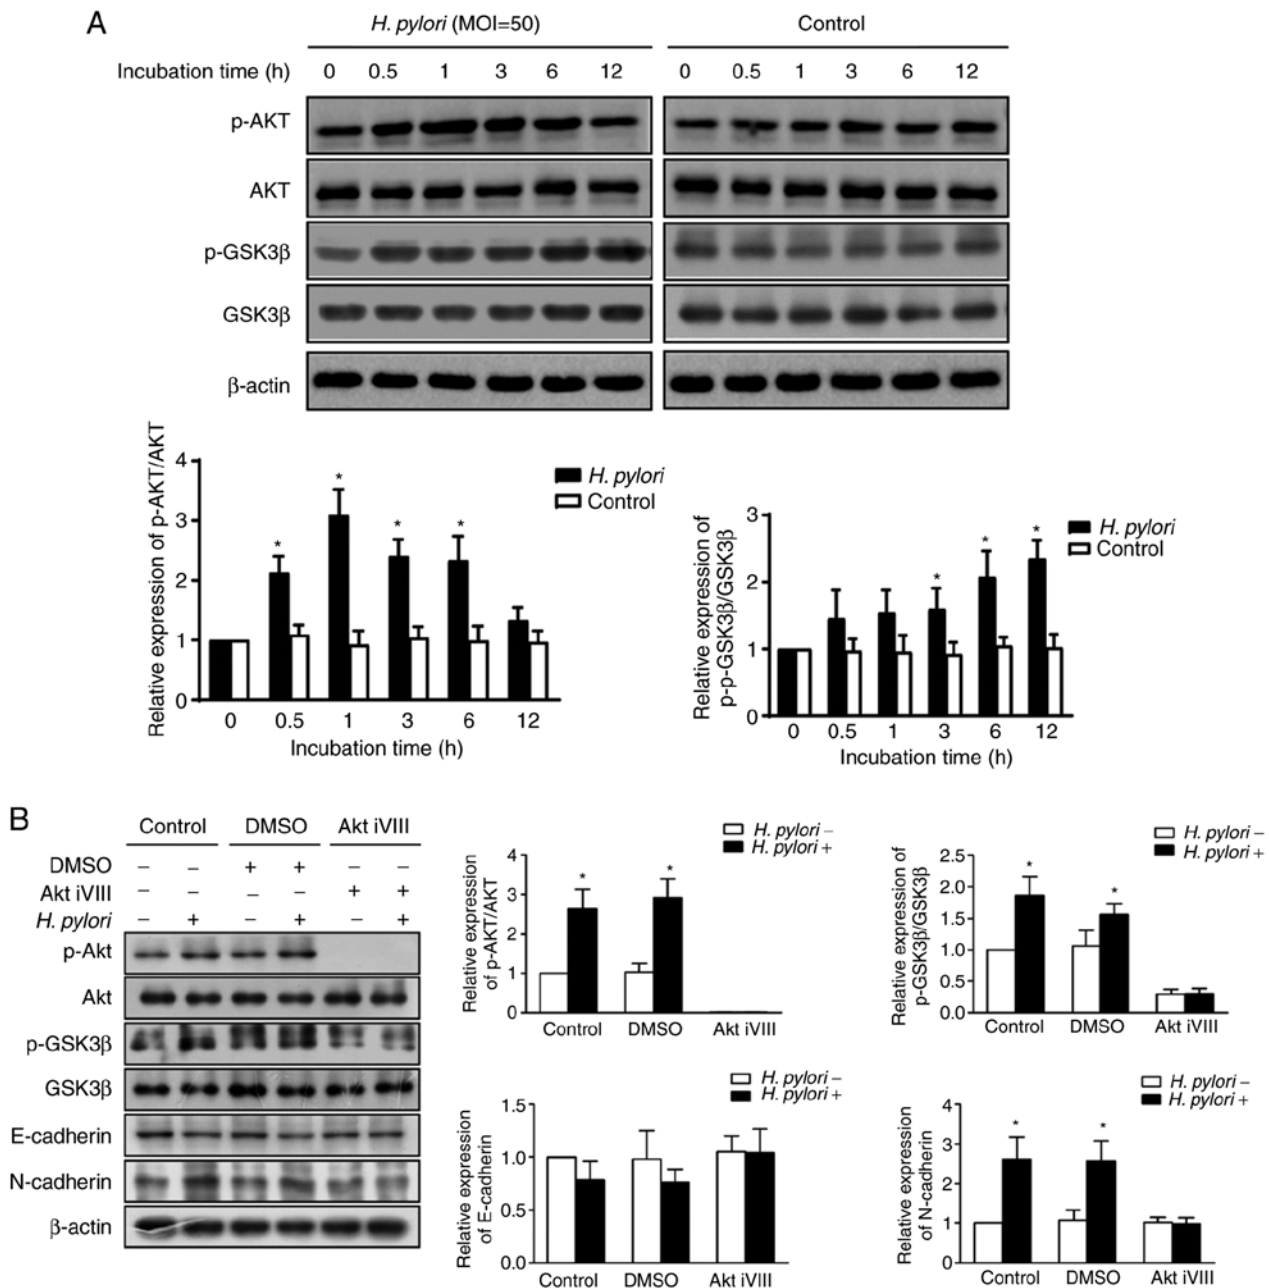 A
H. pylori (MOI=50) Control
Incubation time (h) 0 0.5 1 3 6 12 0 0.5 1 3 6 12
p-AKT
AKT
p-GSK3β
GSK3β
β-actin
Relative expression of p-AKT/AKT
4
3
2
1
0
* * * *
H. pylori
Control
0 0.5 1 3 6 12
Incubation time (h)
Relative expression of
p-p-GSK3β/GSK3β
3
2
1
0
* * *
H. pylori
Control
0 0.5 1 3 6 12
Incubation time (h)
B
Control DMSO Akt iVIII
DMSO – – + + – –
Akt iVIII – – – – + +
H. pylori – + – + – +
p-Akt
Akt
p-GSK3β
GSK3β
E-cadherin
N-cadherin
β-actin
Relative expression
of p-AKT/AKT
4
3
2
1
0
* *
H. pylori –
H. pylori +
Control DMSO Akt iVIII
Relative expression of
p-GSK3β/GSK3β
2.5
2.0
1.5
1.0
0.5
0
* *
H. pylori –
H. pylori +
Control DMSO Akt iVIII
Relative expression
of E-cadherin
1.5
1.0
0.5
0.0
H. pylori –
H. pylori +
Control DMSO Akt iVIII
Relative expression
of N-cadherin
4
3
2
1
0
* *
H. pylori –
H. pylori +
Control DMSO Akt iVIII